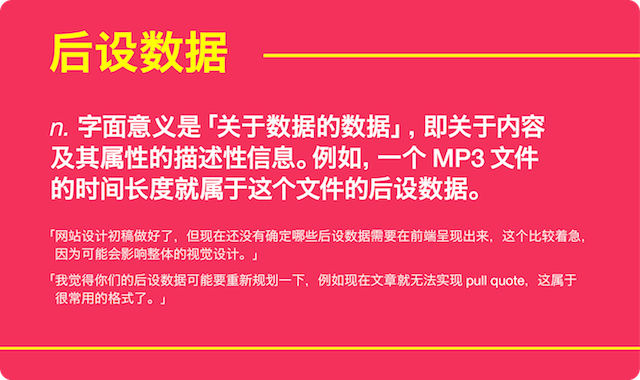 后设数据
n. 字面意义是「关于数据的数据」，即关于内容
及其属性的描述性信息。例如，一个 MP3 文件
的时间长度就属于这个文件的后设数据。
「网站设计初稿做好了，但现在还没有确定哪些后设数据需要在前端呈现出来，这个比较着急，
因为可能会影响整体的视觉设计。」
「我觉得你们的后设数据可能要重新规划一下，例如现在文章就无法实现 pull quote，这属于
很常用的格式了。」